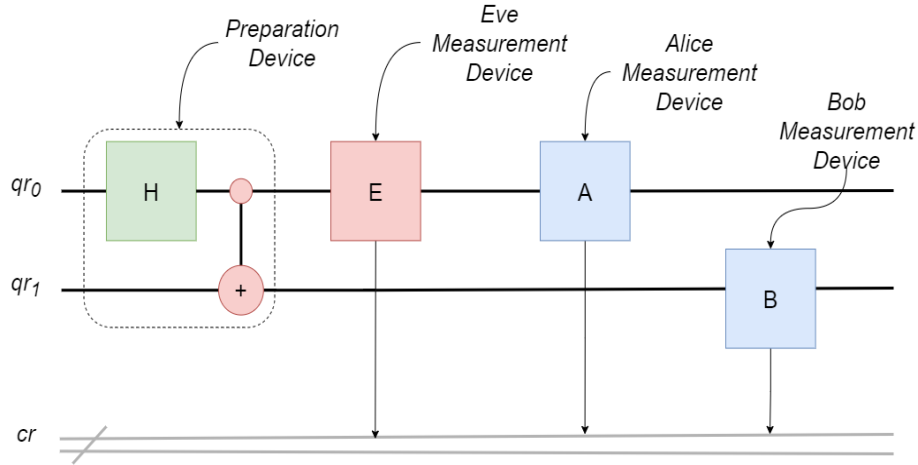 Preparation
Device
Eve
Measurement
Device
Alice
Measurement
Device
Bob
Measurement
Device
qr0
H
E
A
qr1
+
B
cr